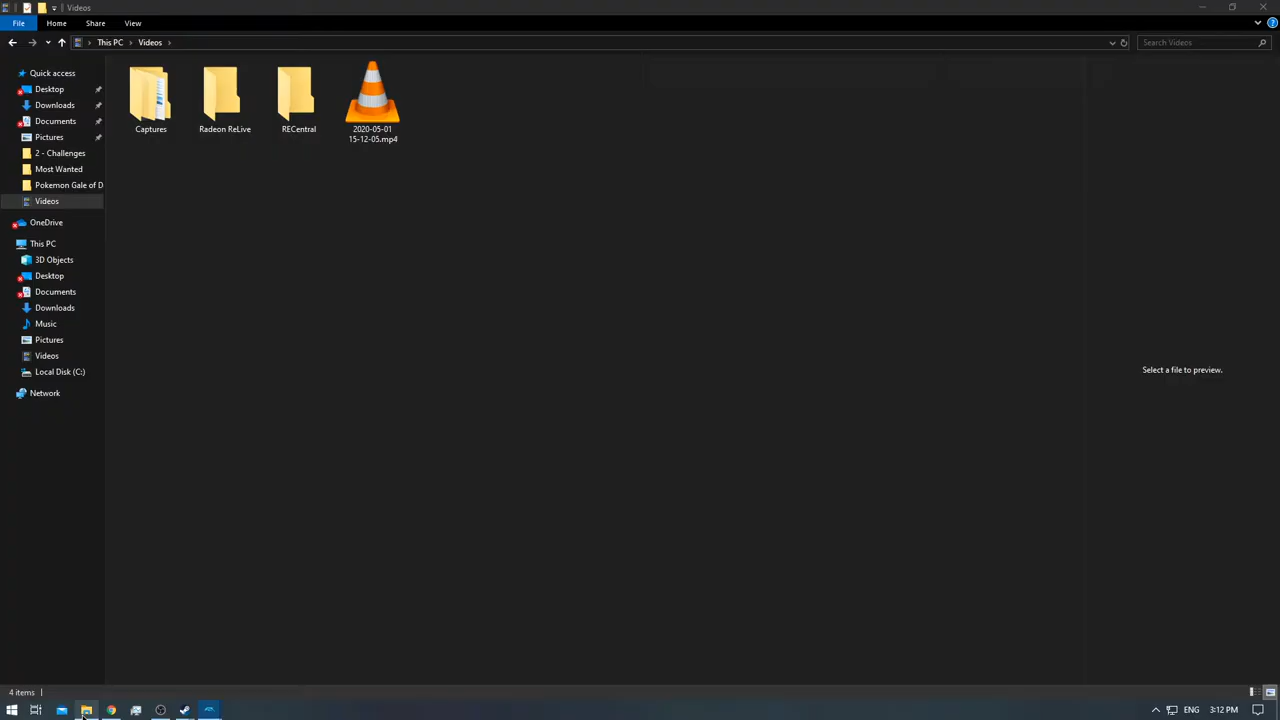 Videos
File Home Share View
This PC Videos
Search Videos
Quick access
Desktop
Downloads
Documents
Pictures
2 - Challenges
Most Wanted
Pokemon Gale of D
Videos
OneDrive
This PC
3D Objects
Desktop
Documents
Downloads
Music
Pictures
Videos
Local Disk (C:)
Network
Captures
Radeon ReLive
RECentral
2020-05-01
15-12-05.mp4
Select a file to preview.
4 items
ENG 3:12 PM